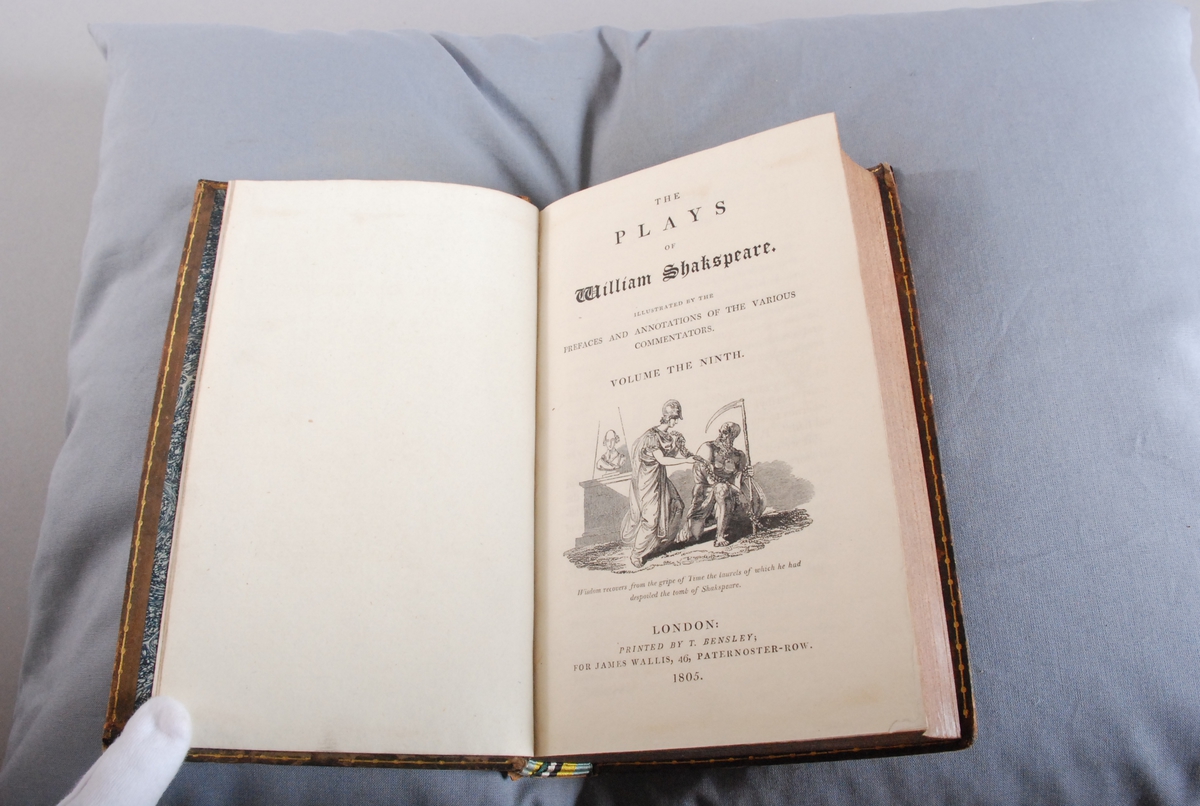 THE
PLAYS
OF
William Shakspeare.
ILLUSTRATED BY THE
PREFACES AND ANNOTATIONS OF THE VARIOUS
COMMENTATORS.
VOLUME THE NINTH.
Wisdom recovers from the gripe of Time the laurels of which he had
despoiled the tomb of Shakspeare.
LONDON:
PRINTED BY T. BENSLEY;
FOR JAMES WALLIS, 46, PATERNOSTER-ROW.
1805.